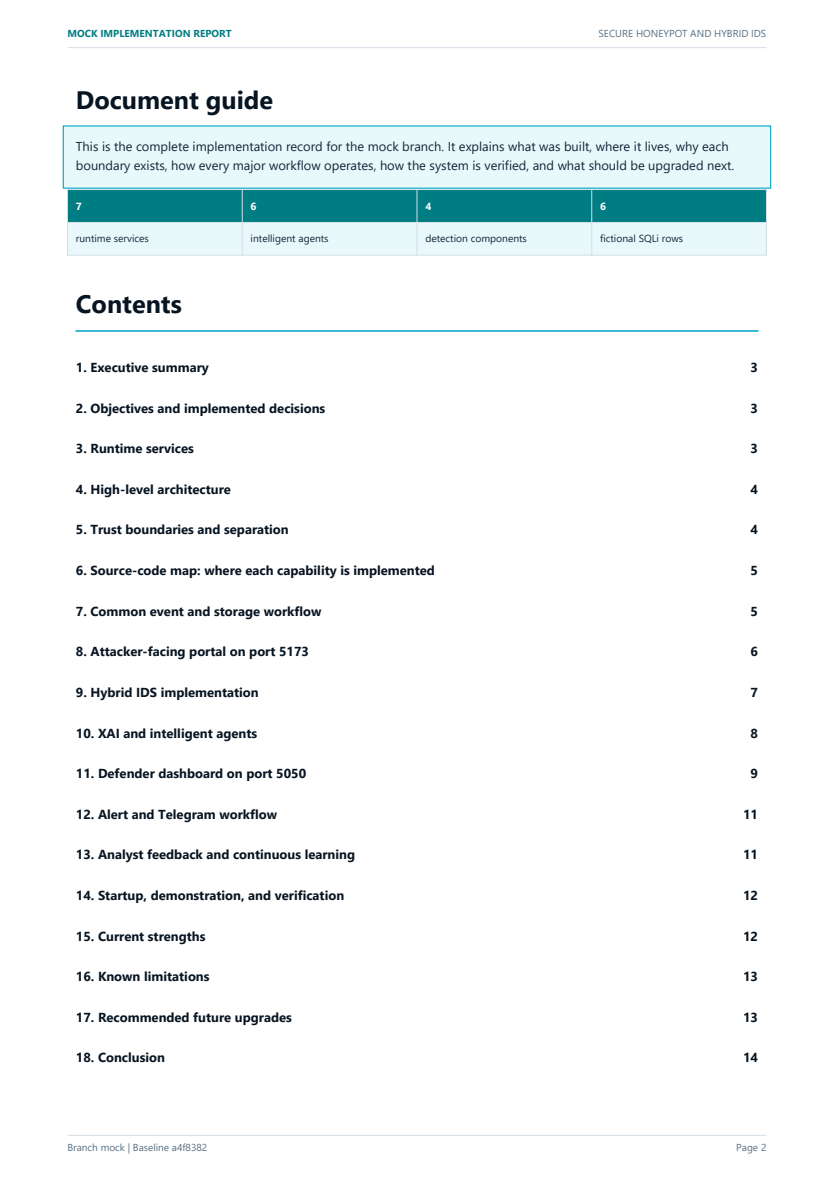 MOCK IMPLEMENTATION REPORT
SECURE HONEYPOT AND HYBRID IDS
Document guide
This is the complete implementation record for the mock branch. It explains what was built, where it lives, why each
boundary exists, how every major workflow operates, how the system is verified, and what should be upgraded next.
7 6 4 6
runtime services intelligent agents detection components fictional SQLi rows
Contents
1. Executive summary 3
2. Objectives and implemented decisions 3
3. Runtime services 3
4. High-level architecture 4
5. Trust boundaries and separation 4
6. Source-code map: where each capability is implemented 5
7. Common event and storage workflow 5
8. Attacker-facing portal on port 5173 6
9. Hybrid IDS implementation 7
10. XAI and intelligent agents 8
11. Defender dashboard on port 5050 9
12. Alert and Telegram workflow 11
13. Analyst feedback and continuous learning 11
14. Startup, demonstration, and verification 12
15. Current strengths 12
16. Known limitations 13
17. Recommended future upgrades 13
18. Conclusion 14
Branch mock | Baseline a4f8382
Page 2